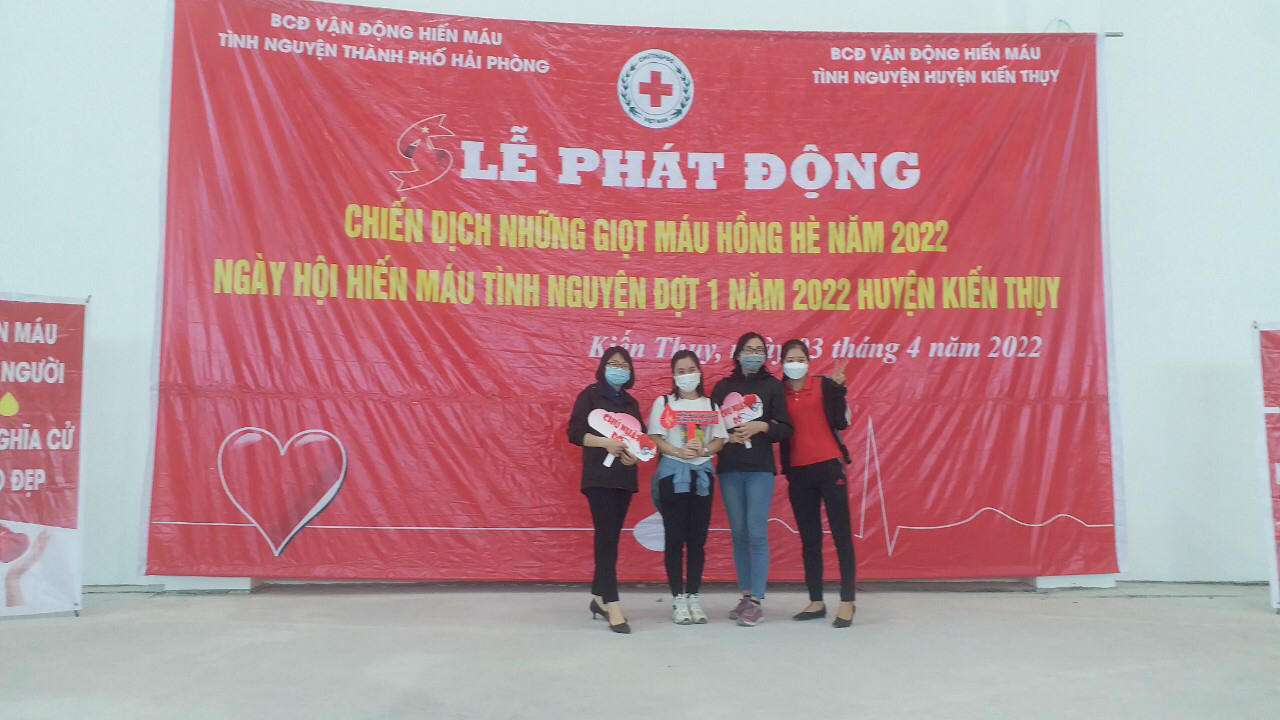 BCĐ VẬN ĐỘNG HIẾN MÁU
TÌNH NGUYỆN THÀNH PHỐ HẢI PHÒNG
BCĐ VẬN ĐỘNG HIẾN MÁU
TÌNH NGUYỆN HUYỆN KIẾN THỤY
VIỆT NAM
LỄ PHÁT ĐỘNG
CHIẾN DỊCH NHỮNG GIỌT MÁU HỒNG HÈ NĂM 2022
NGÀY HỘI HIẾN MÁU TÌNH NGUYỆN ĐỢT 1 NĂM 2022 HUYỆN KIẾN THỤY
Kiến Thụy, 03 tháng 4 năm 2022
N MÁU
NGƯỜI
GHĨA CỬ
ĐẸP